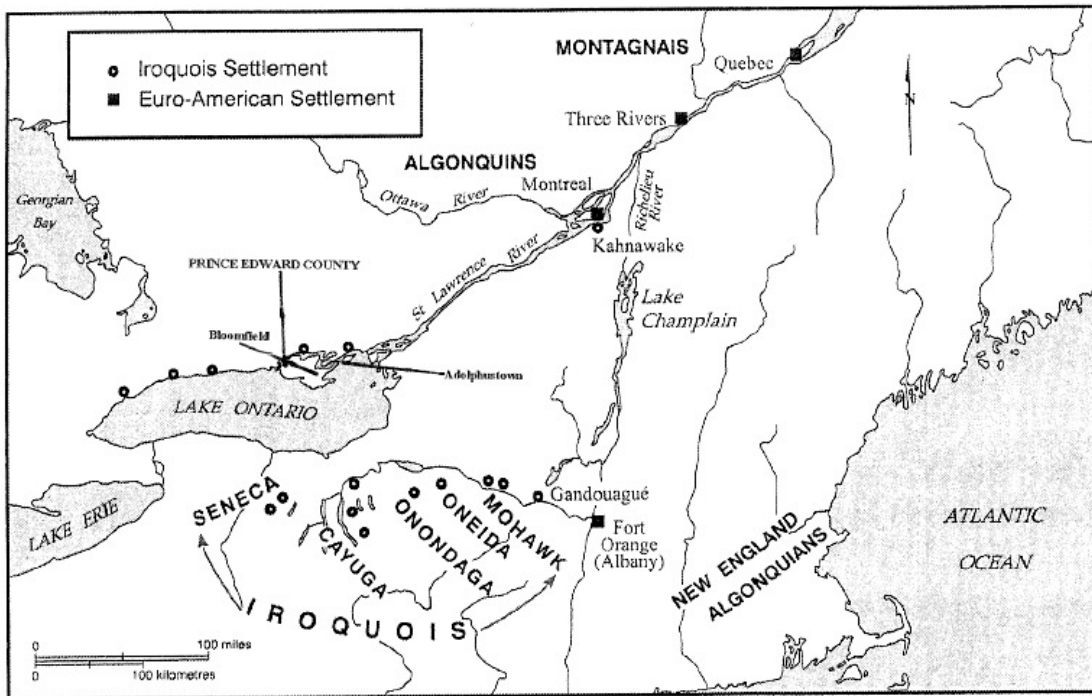 Iroquois Settlement
Euro-American Settlement
MONTAGNAIS
Quebec
N
Three Rivers
ALGONQUINS
Montreal
Ottawa River
Richelieu River
Georgian Bay
Kahnawake
PRINCE EDWARD COUNTY
St Lawrence River
Lake Champlain
Bloomfield
Adolphustown
LAKE ONTARIO
LAKE ERIE
SENECA
CAYUGA
ONONDAGA
ONEIDA
MOHAWK
Gandouagué
Fort Orange (Albany)
IROQUOIS
NEW ENGLAND
ALGONQUIANS
ATLANTIC
OCEAN
0 100 miles
0 100 kilometres